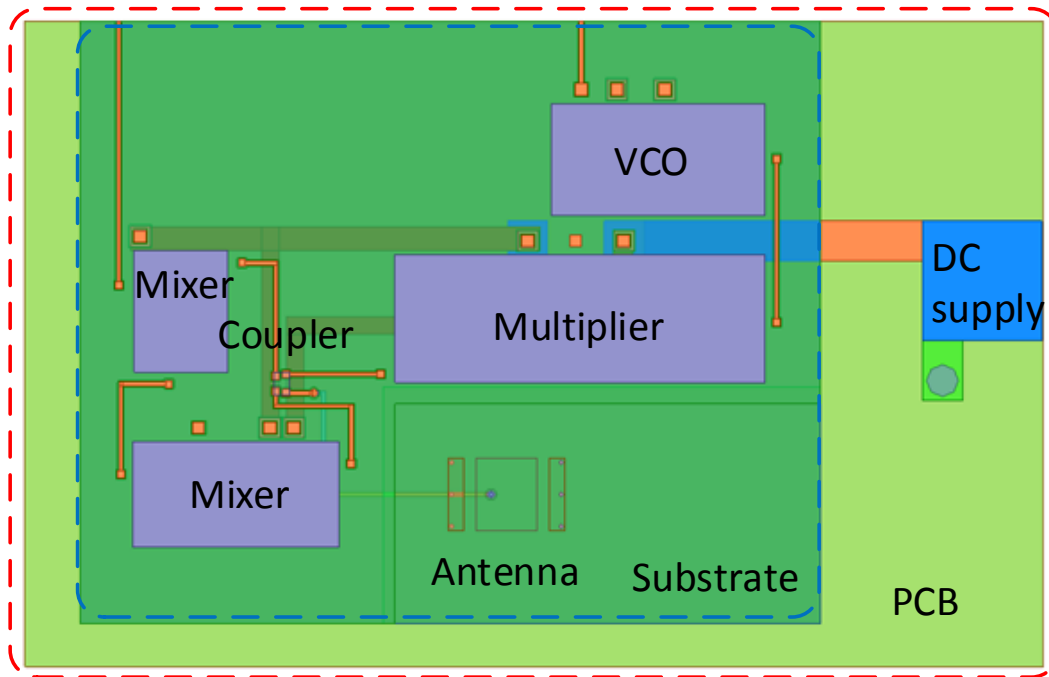 VCO
Mixer
DC
supply
Coupler
Multiplier
Mixer
Antenna
Substrate
PCB